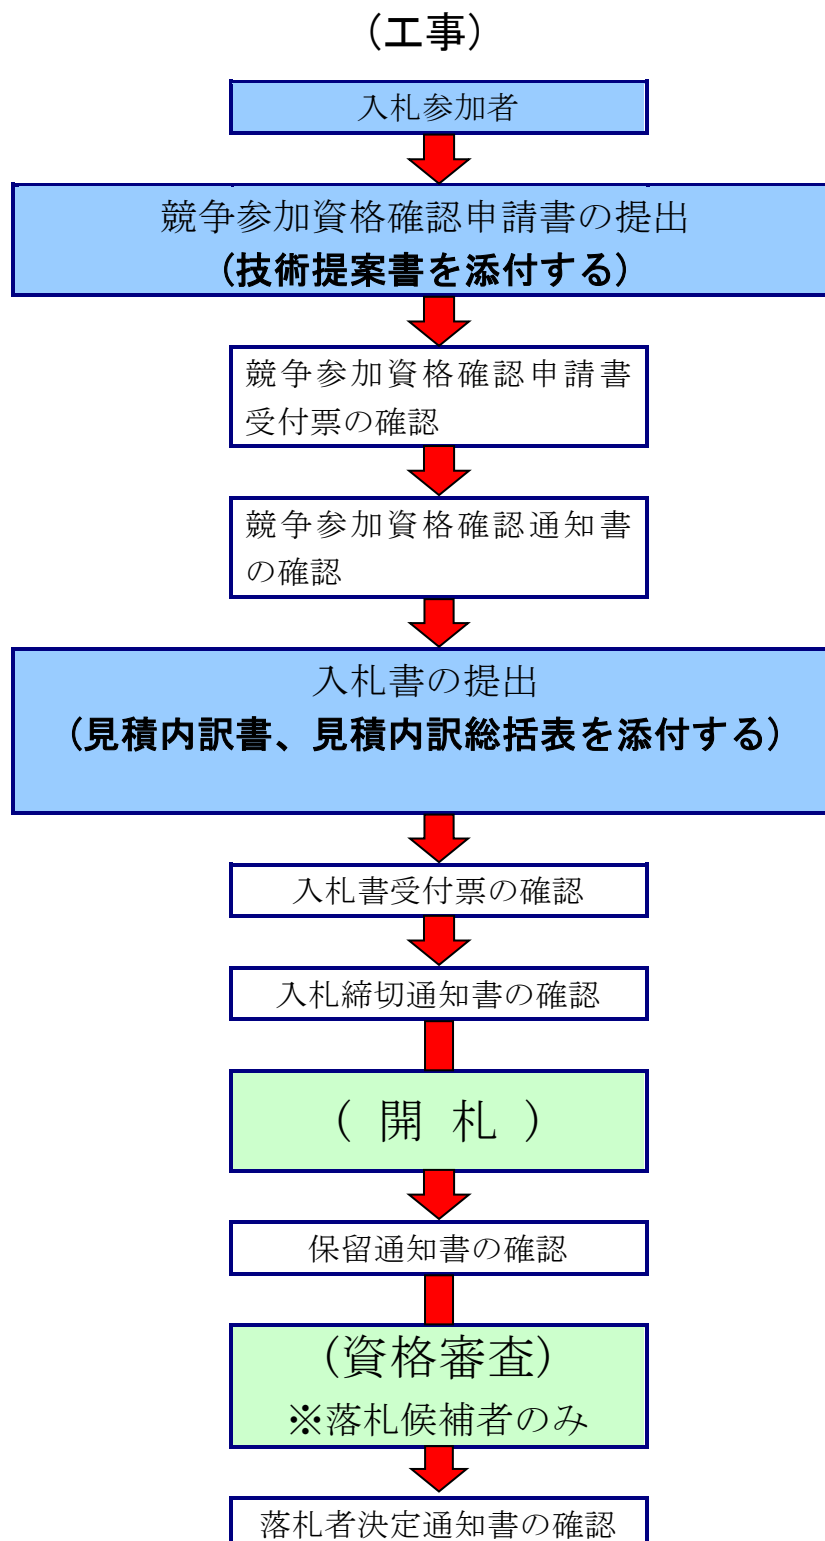 （工事）
入札参加者
競争参加資格確認申請書の提出
（技術提案書を添付する）
競争参加資格確認申請書
受付票の確認
競争参加資格確認通知書
の確認
入札書の提出
（見積内訳書、見積内訳総括表を添付する）
入札書受付票の確認
入札締切通知書の確認
（ 開 札 ）
保留通知書の確認
（資格審査）
※落札候補者のみ
落札者決定通知書の確認